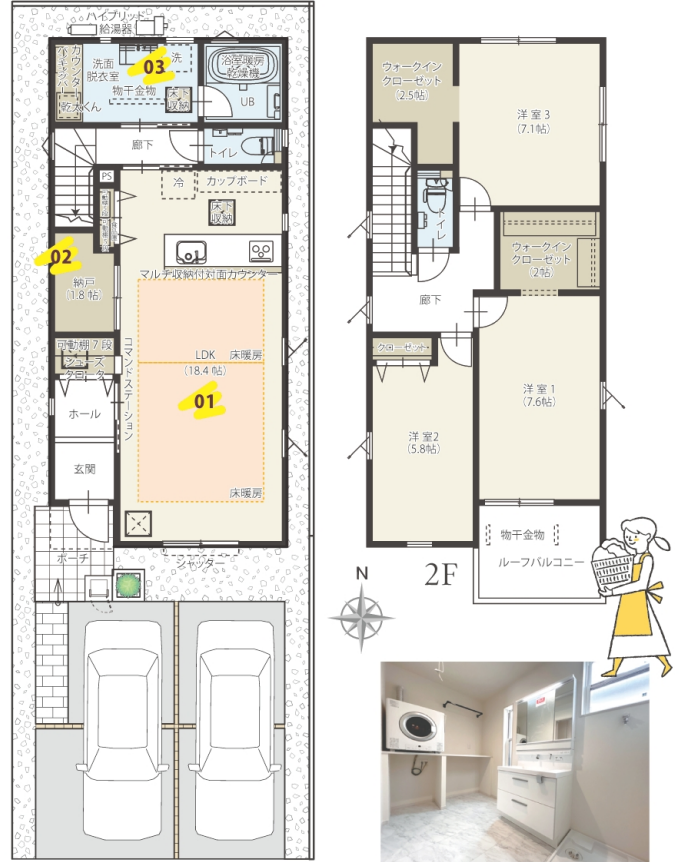 ハイブリッド
給湯器
カウンター
ハイキャッパー
乾太くん
洗面
脱衣室
03
洗
物干金物
床下
収納
浴室暖房
乾燥機
UB
廊下
トイレ
PS
冷
カップボード
床下
収納
02
納戸
(1.8 帖)
マルチ収納付対面カウンター
LDK 床暖房
(18.4 帖)
01
コマンドステーション
可動棚7段
シューズ
クローク
ホール
玄関
床暖房
ポーチ
シャッター
ウォークイン
クローゼット
(2.5帖)
洋室3
(7.1帖)
トイレ
ウォークイン
クローゼット
(2帖)
廊下
クローゼット
洋室1
(7.6帖)
洋室2
(5.8帖)
物干金物
ルーフバルコニー
N
2F